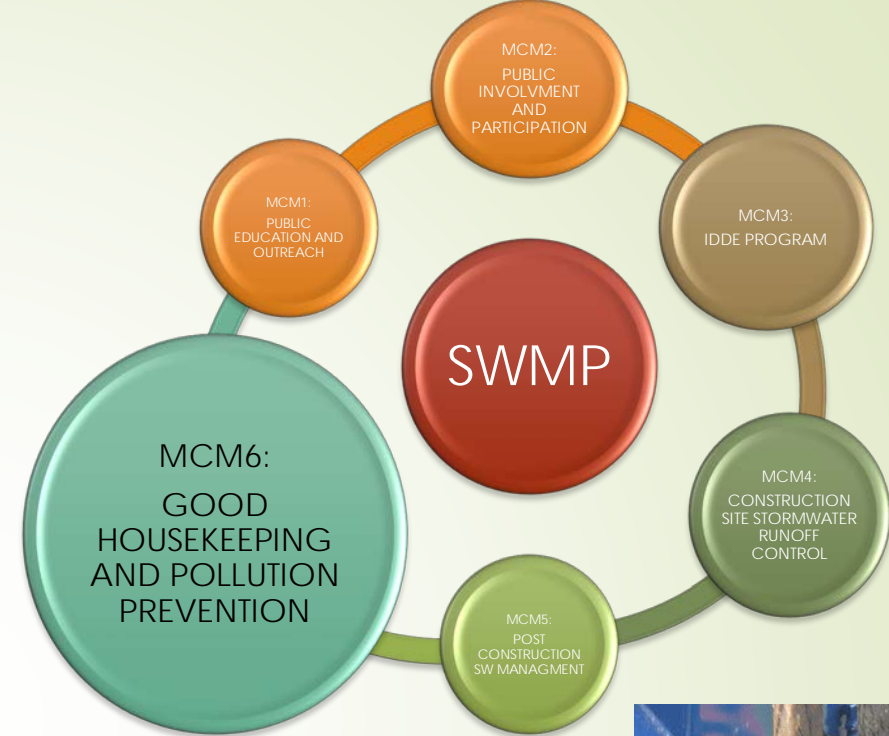 MCM2:
PUBLIC
INVOLVMENT
AND
PARTICIPATION
MCM1:
PUBLIC
EDUCATION AND
OUTREACH
MCM3:
IDDE PROGRAM
SWMP
MCM6:
GOOD
HOUSEKEEPING
AND POLLUTION
PREVENTION
MCM4:
CONSTRUCTION
SITE STORMWATER
RUNOFF
CONTROL
MCM5:
POST
CONSTRUCTION
SW MANAGMENT